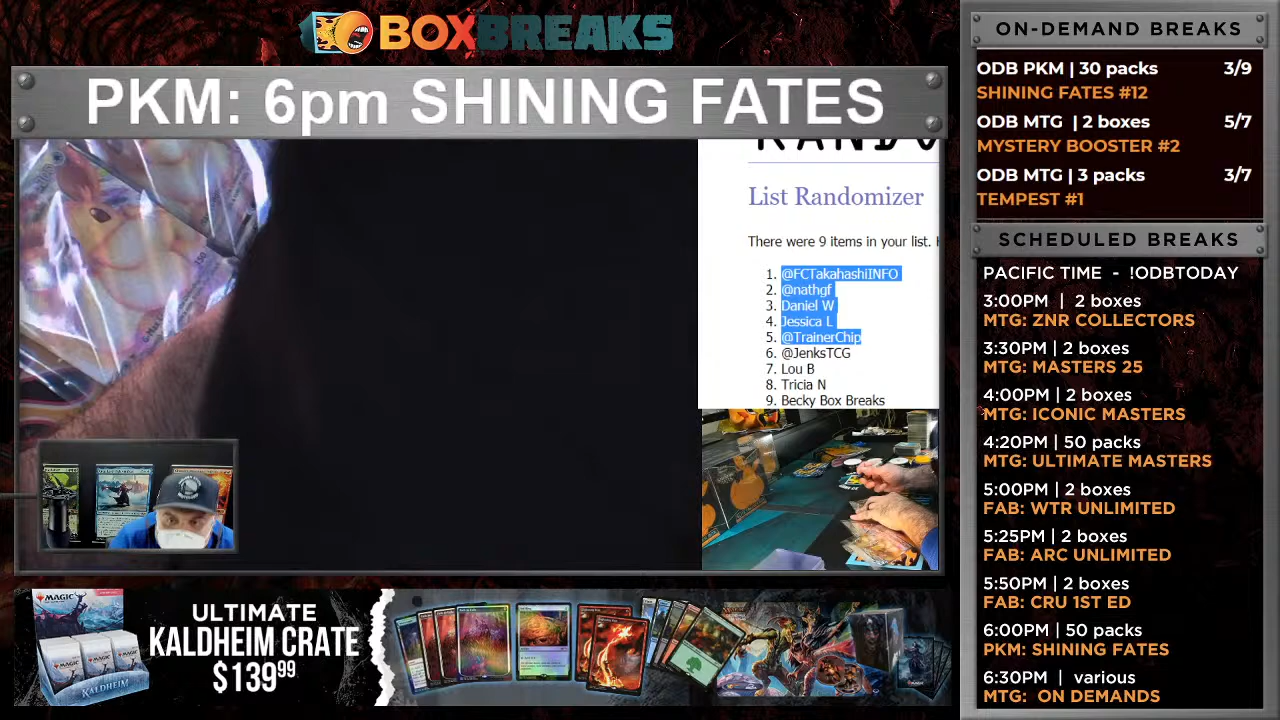 BOXBREAKS
PKM: 6pm SHINING FATES
List Randomizer
There were 9 items in your list.
1. @FCTakahashiINFO
2. @nathgf
3. Daniel W
4. Jessica L
5. @TrainerChip
6. @JenksTCG
7. Lou B
8. Tricia N
9. Becky Box Breaks
MAGIC
KALDHEIM
ULTIMATE
KALDHEIM CRATE
$139.99
ON-DEMAND BREAKS
ODB PKM | 30 packs 3/9
SHINING FATES #12
ODB MTG | 2 boxes 5/7
MYSTERY BOOSTER #2
ODB MTG | 3 packs 3/7
TEMPEST #1
SCHEDULED BREAKS
PACIFIC TIME - !ODBTODAY
3:00PM | 2 boxes
MTG: ZNR COLLECTORS
3:30PM | 2 boxes
MTG: MASTERS 25
4:00PM | 2 boxes
MTG: ICONIC MASTERS
4:20PM | 50 packs
MTG: ULTIMATE MASTERS
5:00PM | 2 boxes
FAB: WTR UNLIMITED
5:25PM | 2 boxes
FAB: ARC UNLIMITED
5:50PM | 2 boxes
FAB: CRU 1ST ED
6:00PM | 50 packs
PKM: SHINING FATES
6:30PM | various
MTG: ON DEMANDS